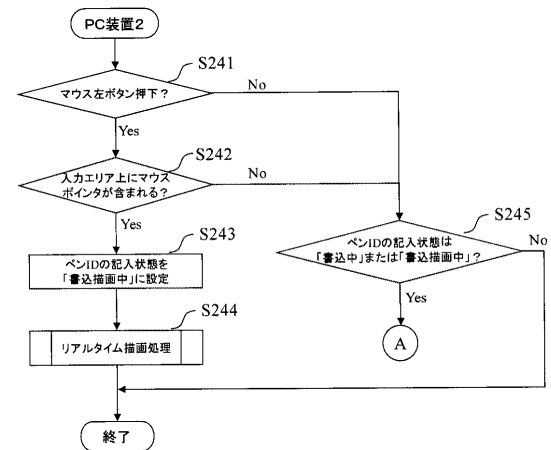 PC装置2
S241
マウス左ボタン押下?
No
Yes
S242
入力エリア上にマウス
ポインタが含まれる?
No
Yes
S243
ペンIDの記入状態を
「書込描画中」に設定
S244
リアルタイム描画処理
S245
ペンIDの記入状態は
「書込中」または「書込描画中」?
No
Yes
A
終了